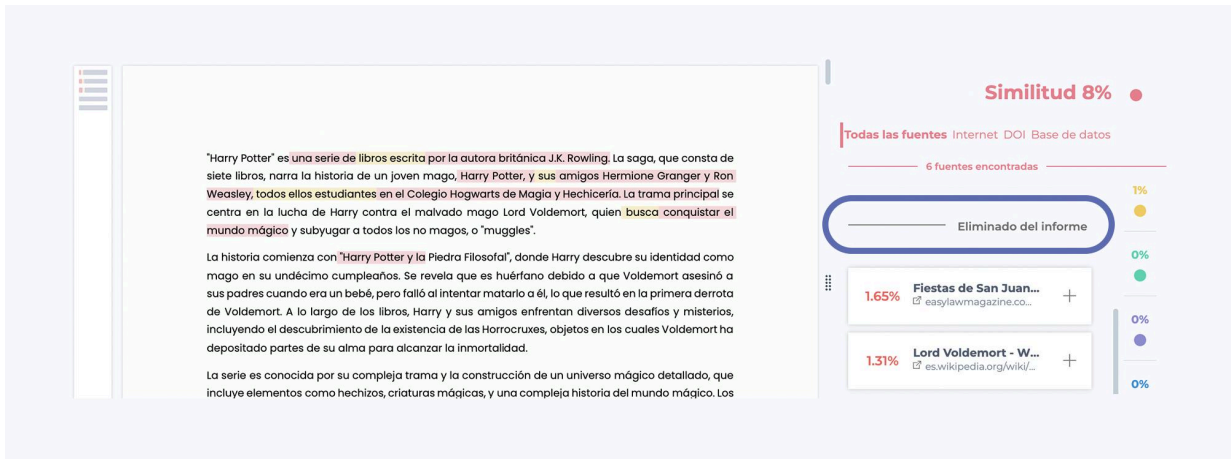 "Harry Potter" es una serie de libros escrita por la autora británica J.K. Rowling. La saga, que consta de
siete libros, narra la historia de un joven mago, Harry Potter, y sus amigos Hermione Granger y Ron
Weasley, todos ellos estudiantes en el Colegio Hogwarts de Magia y Hechicería. La trama principal se
centra en la lucha de Harry contra el malvado mago Lord Voldemort, quien busca conquistar el
mundo mágico y subyugar a todos los no magos, o "muggles".
La historia comienza con "Harry Potter y la Piedra Filosofal", donde Harry descubre su identidad como
mago en su undécimo cumpleaños. Se revela que es huérfano debido a que Voldemort asesinó a
sus padres cuando era un bebé, pero falló al intentar matarlo a él, lo que resultó en la primera derrota
de Voldemort. A lo largo de los libros, Harry y sus amigos enfrentan diversos desafíos y misterios,
incluyendo el descubrimiento de la existencia de las Horrocruxes, objetos en los cuales Voldemort ha
depositado partes de su alma para alcanzar la inmortalidad.
La serie es conocida por su compleja trama y la construcción de un universo mágico detallado, que
incluye elementos como hechizos, criaturas mágicas, y una compleja historia del mundo mágico. Los
Similitud 8%
Todas las fuentes Internet DOI Base de datos
6 fuentes encontradas
Eliminado del informe
1.65% Fiestas de San Juan...
easylawmagazine.co...
1.31% Lord Voldemort - W...
es.wikipedia.org/wiki/...
1%
0%
0%
0%